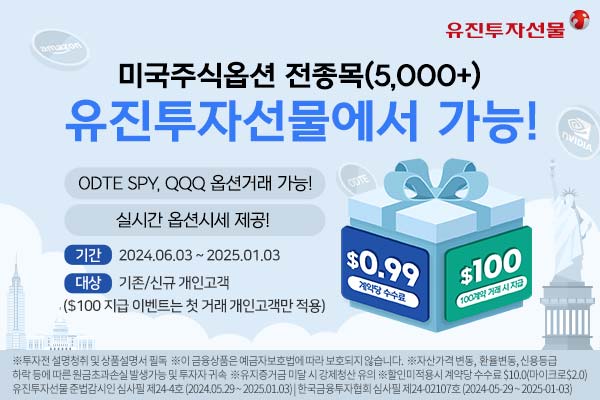 유진투자선물
amazon
미국주식옵션 전종목(5,000+)
유진투자선물에서 가능!
NVIDIA
0DTE
0DTE SPY, QQQ 옵션거래 가능!
실시간 옵션시세 제공!
기간 2024.06.03 ~ 2025.01.03
대상 기존/신규 개인고객
($100 지급 이벤트는 첫 거래 개인고객만 적용)
$0.99
계약당 수수료
$100
100계약 거래 시 지급
※투자전 설명청취 및 상품설명서 필독 ※이 금융상품은 예금자보호법에 따라 보호되지 않습니다. ※자산가격 변동, 환율변동, 신용등급
하락 등에 따른 원금초과손실 발생가능 및 투자자 귀속 ※유지증거금 미달 시 강제청산 유의 ※할인미적용시 계약당 수수료 $10.0(마이크로$2.0)
유진투자선물 준법감시인 심사필 제24-4호 (2024.05.29 ~ 2025.01.03) | 한국금융투자협회 심사필 제24-02107호 (2024-05-29 ~ 2025-01-03)